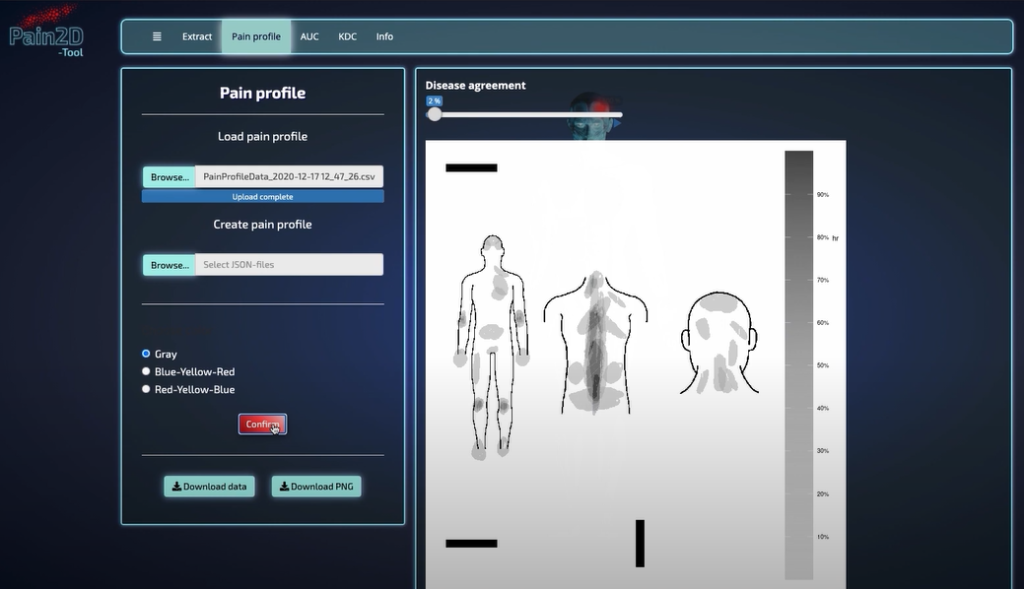 Pain2D
-Tool
Extract
Pain profile
AUC
KDC
Info
Pain profile
Load pain profile
Browse...
PainProfileData_2020-12-17 12_47_26.csv
Upload complete
Create pain profile
Browse...
Select JSON-files
Gray
Blue-Yellow-Red
Red-Yellow-Blue
Confirm
Download data
Download PNG
Disease agreement
2 %
90%
80%
hr
70%
60%
50%
40%
30%
20%
10%